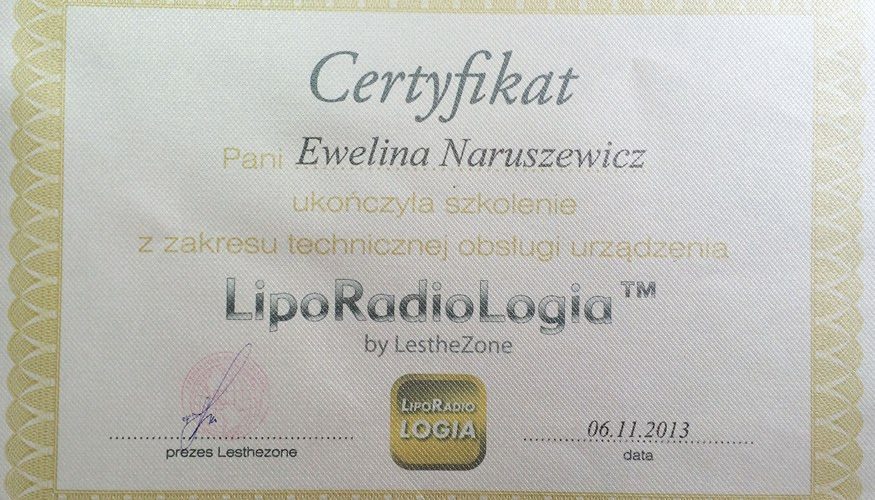 Certyfikat
Pani Ewelina Naruszewicz
ukończyła szkolenie
z zakresu technicznej obsługi urządzenia
LipoRadioLogia™
by LestheZone
LIPORADIO
LOGIA
06.11.2013
prezes Lesthezone
data